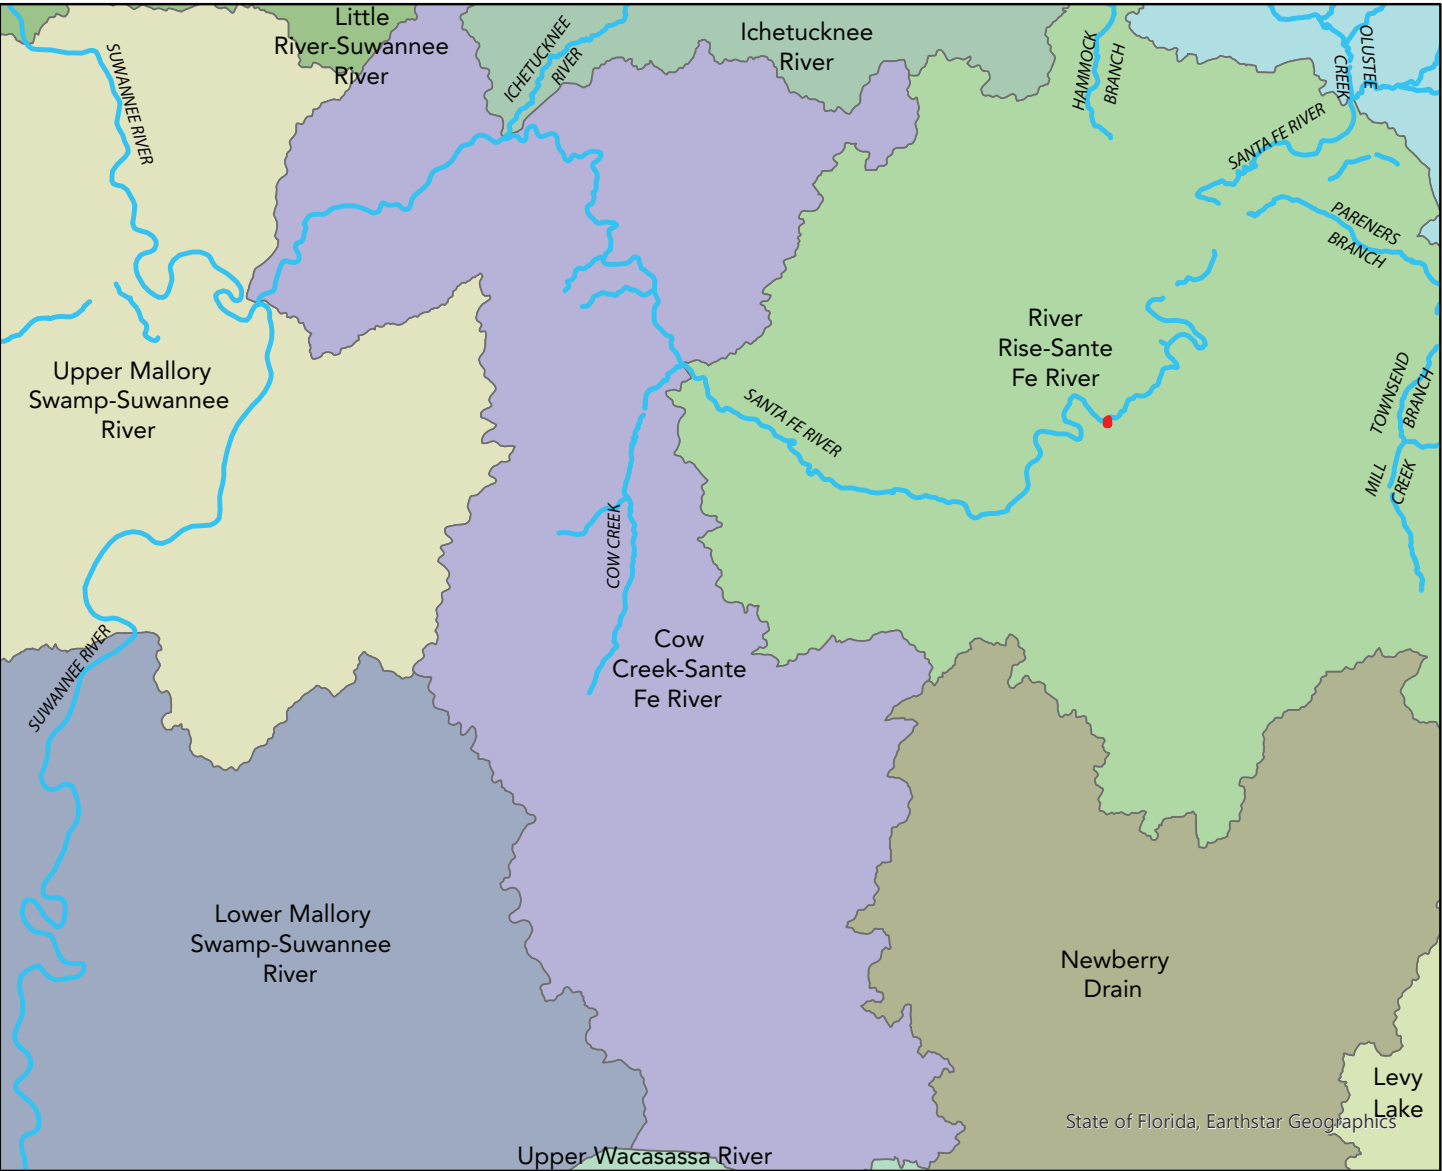 Little
River-Suwannee
River
ICHETUCKNEE
RIVER
Ichetucknee
River
HAMMOCK
BRANCH
OLUSTEE
CREEK
SUWANNEE RIVER
SANTA FE RIVER
PARENERS
BRANCH
River
Rise-Sante
Fe River
Upper Mallory
Swamp-Suwannee
River
TOWNSEND
BRANCH
SANTA FE RIVER
MILL
CREEK
COW CREEK
SUWANNEE RIVER
Cow
Creek-Sante
Fe River
Lower Mallory
Swamp-Suwannee
River
Newberry
Drain
Levy
Lake
State of Florida, Earthstar Geographics
Upper Wacasassa River